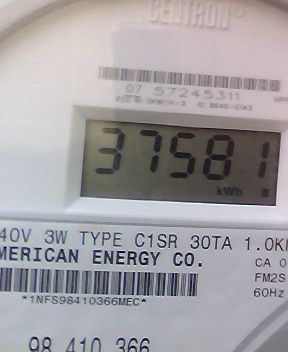 CENTRON®
07 57245311
37581
kWh
40V 3W TYPE C1SR 30TA 1.0K
MERICAN ENERGY CO.
CA 0
FM2S
60Hz
*1NFS98410366MEC*
98 410 366